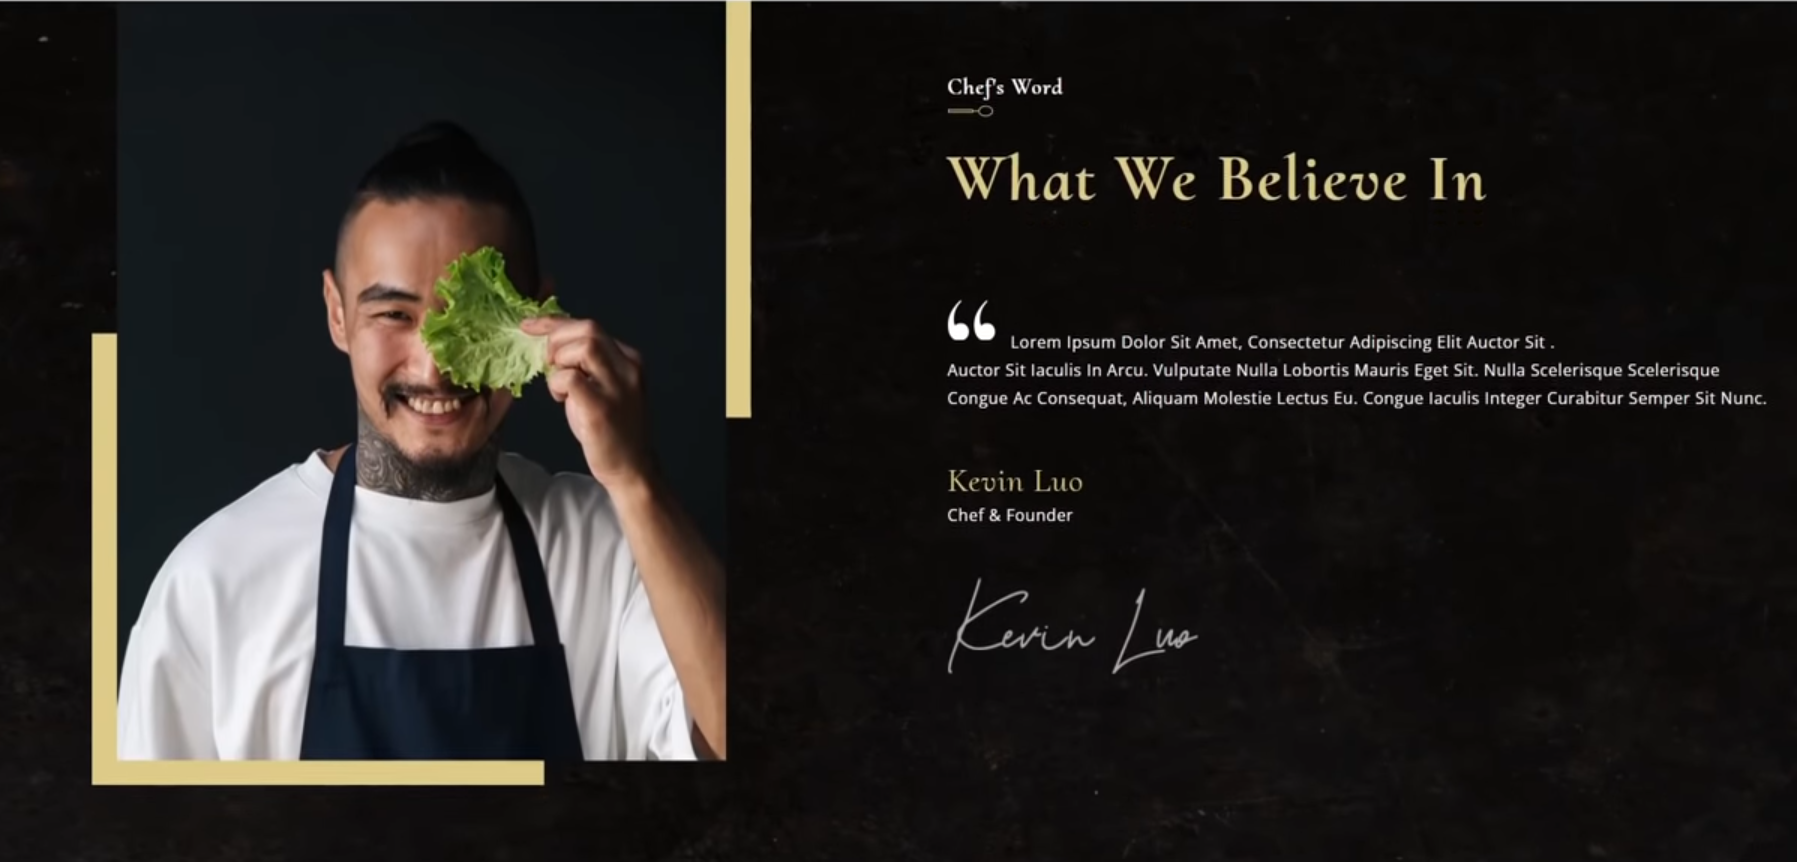 Chef's Word
What We Believe In
“ Lorem Ipsum Dolor Sit Amet, Consectetur Adipiscing Elit Auctor Sit .
Auctor Sit Iaculis In Arcu. Vulputate Nulla Lobortis Mauris Eget Sit. Nulla Scelerisque Scelerisque
Congue Ac Consequat, Aliquam Molestie Lectus Eu. Congue Iaculis Integer Curabitur Semper Sit Nunc.
Kevin Luo
Chef & Founder
Kevin Luo